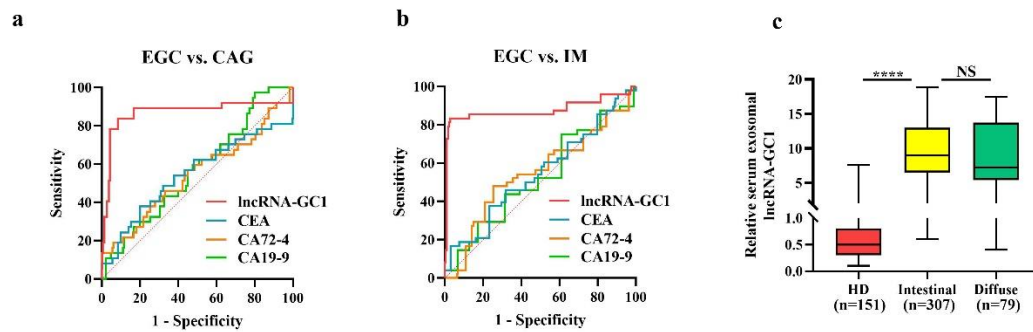 a
EGC vs. CAG
Sensitivity
100
80
60
40
20
0
0 20 40 60 80 100
1 - Specificity
lncRNA-GC1
CEA
CA72-4
CA19-9
b
EGC vs. IM
Sensitivity
100
80
60
40
20
0
0 20 40 60 80 100
1 - Specificity
lncRNA-GC1
CEA
CA72-4
CA19-9
c
Relative serum exosomal
lncRNA-GC1
**** NS
20
15
10
5
1.0
0.5
0.0
HD Intestinal Diffuse
(n=151) (n=307) (n=79)